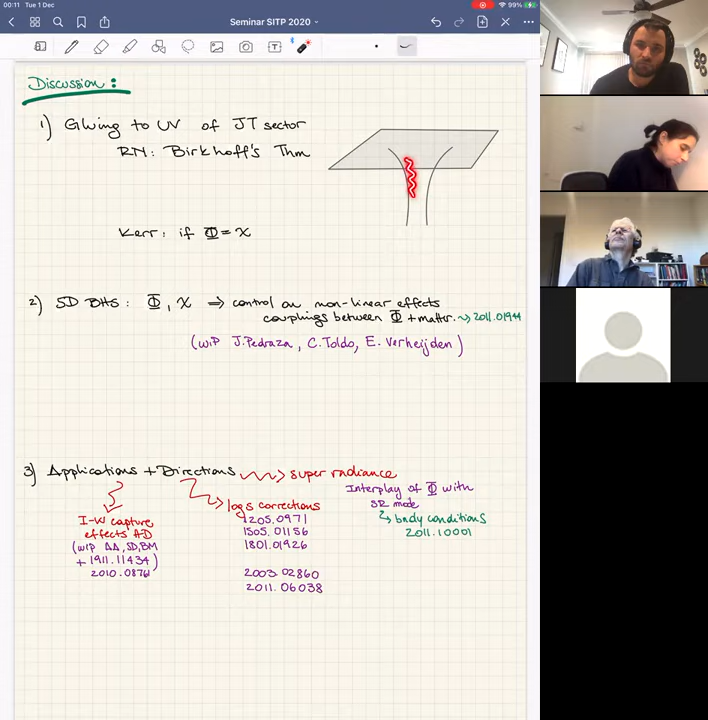 00:11 Tue 1 Dec
99%
Seminar SITP 2020
Discussion:
1) Gluing to UV of JT sector
RN: Birkhoff's Thm
Kerr: if Φ = χ
2) 5D BHS: Φ, χ ⇒ control on non-linear effects
couplings between Φ + matter. ⇝ 2011.01944
(wip J.Pedraza, C.Toldo, E. Verheijden)
3) Applications + Directions
super radiance
I-W capture
effects AD
(wip AA, SD, BM
+ 1911.11434)
2010.08761
logs corrections
1205.0971
1505.01156
1801.01926
2003.02860
2011.06038
Interplay of Φ with
SR mode
bndy conditions
2011.10001